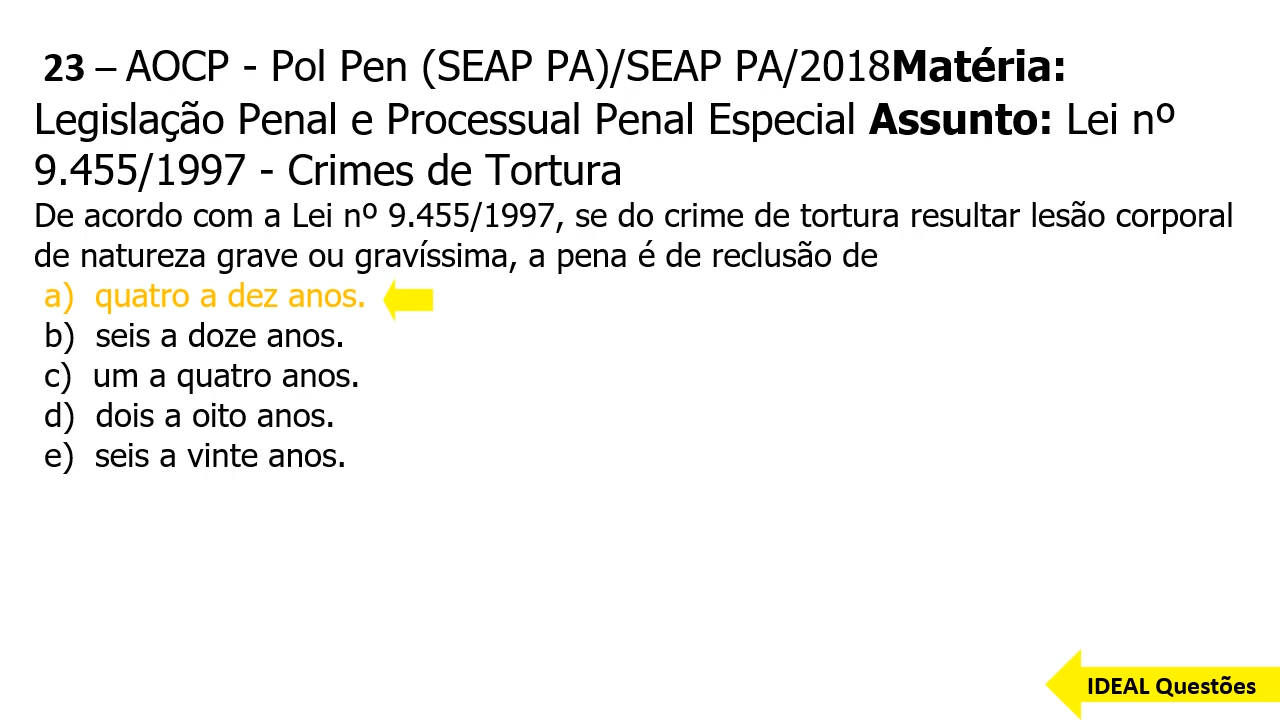 23 – AOCP - Pol Pen (SEAP PA)/SEAP PA/2018Matéria:
Legislação Penal e Processual Penal Especial Assunto: Lei nº
9.455/1997 - Crimes de Tortura
De acordo com a Lei nº 9.455/1997, se do crime de tortura resultar lesão corporal
de natureza grave ou gravíssima, a pena é de reclusão de
a) quatro a dez anos.
b) seis a doze anos.
c) um a quatro anos.
d) dois a oito anos.
e) seis a vinte anos.
IDEAL Questões